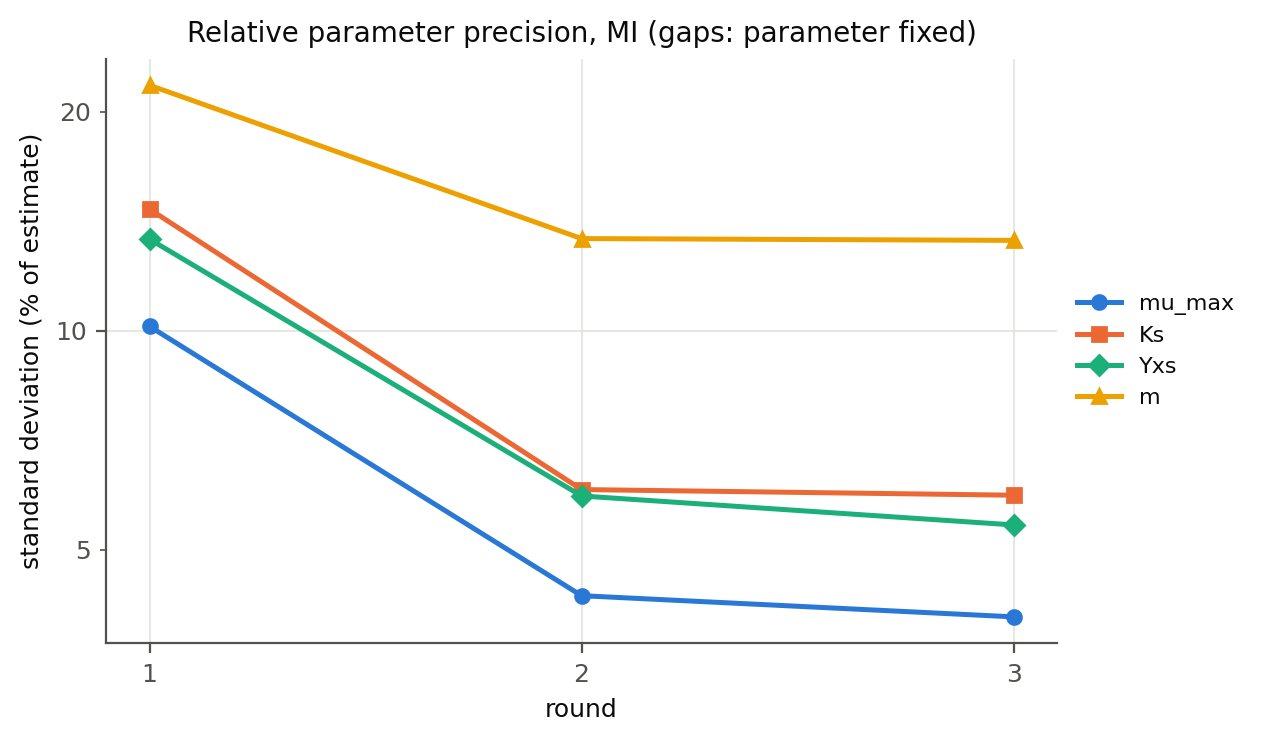 Relative parameter precision, MI (gaps: parameter fixed)
standard deviation (% of estimate)
20
10
5
1
2
3
round
mu_max
Ks
Yxs
m